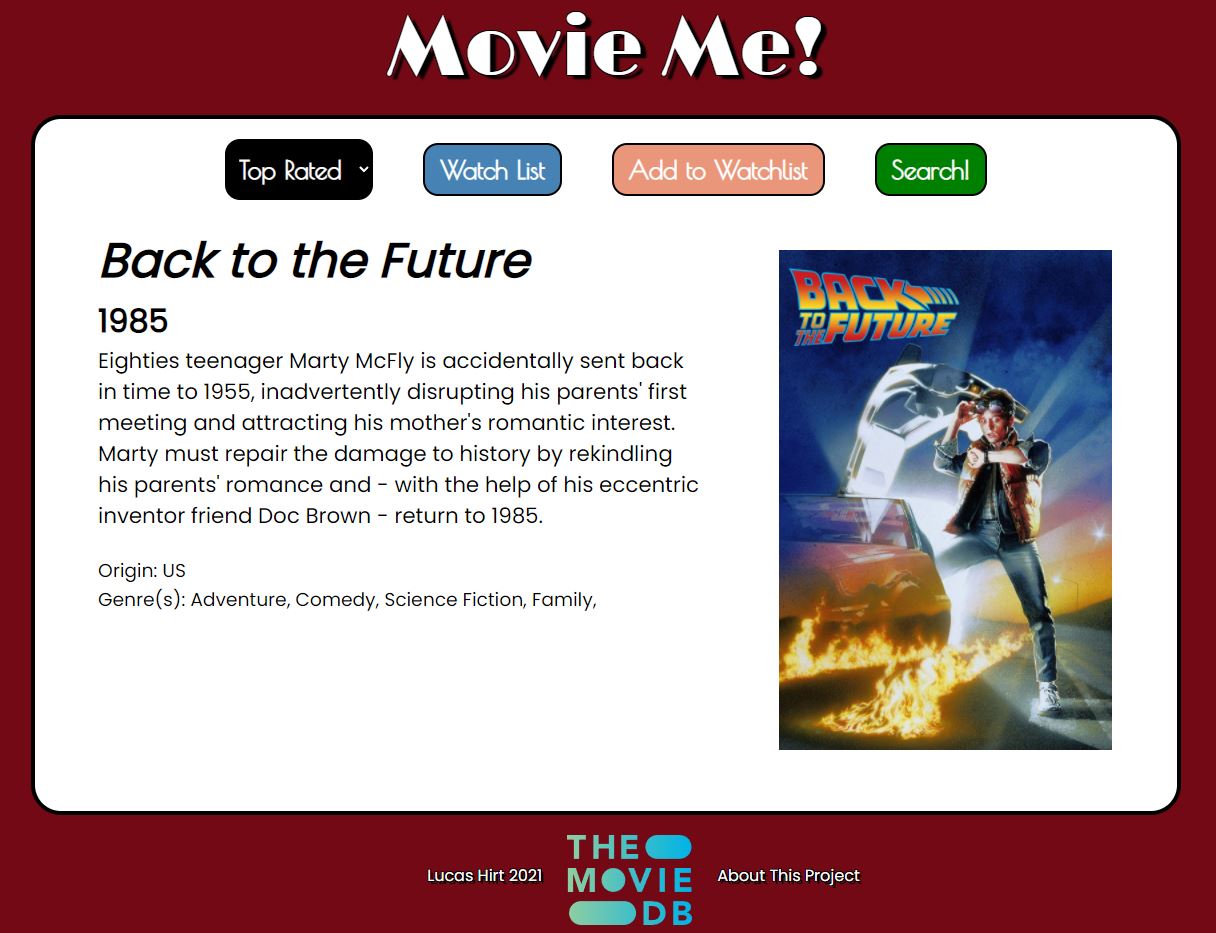 Movie Me!
Top Rated
Watch List
Add to Watchlist
Search!
Back to the Future
1985
Eighties teenager Marty McFly is accidentally sent back
in time to 1955, inadvertently disrupting his parents' first
meeting and attracting his mother's romantic interest.
Marty must repair the damage to history by rekindling
his parents' romance and - with the help of his eccentric
inventor friend Doc Brown - return to 1985.
Origin: US
Genre(s): Adventure, Comedy, Science Fiction, Family,
BACK
TO
THE FUTURE
Lucas Hirt 2021
THE
MOVIE
DB
About This Project